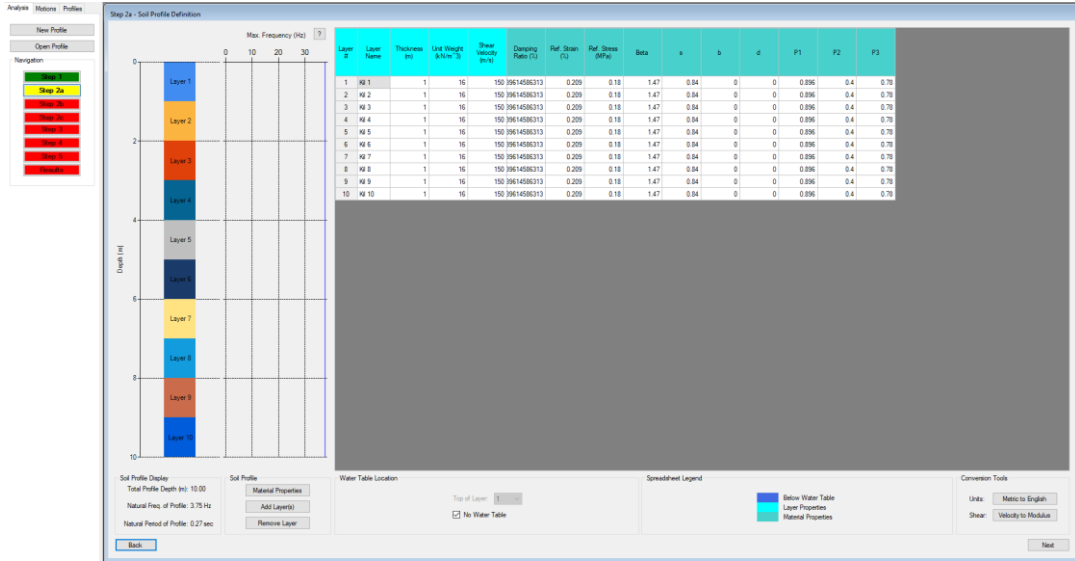 Analysis Motions Profiles
New Profile
Open Profile
Navigation
Step 1
Step 2a
Step 2b
Step 2c
Step 3
Step 4
Step 5
Results
Step 2a - Soil Profile Definition
Max. Frequency (Hz) ?
0 10 20 30
Depth (m)
0
2
4
6
8
10
Layer 1
Layer 2
Layer 3
Layer 4
Layer 5
Layer 6
Layer 7
Layer 8
Layer 9
Layer 10
Layer # Layer Name Thickness (m) Unit Weight (kN/m^3) Shear Velocity (m/s) Damping Ratio (%) Ref. Strain (%) Ref. Stress (MPa) Beta s b d P1 P2 P3
1 Kil 1 1 16 150 39614586313 0.209 0.18 1.47 0.84 0 0 0.896 0.4 0.78
2 Kil 2 1 16 150 39614586313 0.209 0.18 1.47 0.84 0 0 0.896 0.4 0.78
3 Kil 3 1 16 150 39614586313 0.209 0.18 1.47 0.84 0 0 0.896 0.4 0.78
4 Kil 4 1 16 150 39614586313 0.209 0.18 1.47 0.84 0 0 0.896 0.4 0.78
5 Kil 5 1 16 150 39614586313 0.209 0.18 1.47 0.84 0 0 0.896 0.4 0.78
6 Kil 6 1 16 150 39614586313 0.209 0.18 1.47 0.84 0 0 0.896 0.4 0.78
7 Kil 7 1 16 150 39614586313 0.209 0.18 1.47 0.84 0 0 0.896 0.4 0.78
8 Kil 8 1 16 150 39614586313 0.209 0.18 1.47 0.84 0 0 0.896 0.4 0.78
9 Kil 9 1 16 150 39614586313 0.209 0.18 1.47 0.84 0 0 0.896 0.4 0.78
10 Kil 10 1 16 150 39614586313 0.209 0.18 1.47 0.84 0 0 0.896 0.4 0.78
Soil Profile Display
Total Profile Depth (m): 10.00
Natural Freq. of Profile: 3.75 Hz
Natural Period of Profile: 0.27 sec
Soil Profile
Material Properties
Add Layer(s)
Remove Layer
Water Table Location
Top of Layer: 1
No Water Table
Spreadsheet Legend
Below Water Table
Layer Properties
Material Properties
Conversion Tools
Units: Metric to English
Shear: Velocity to Modulus
Back
Next